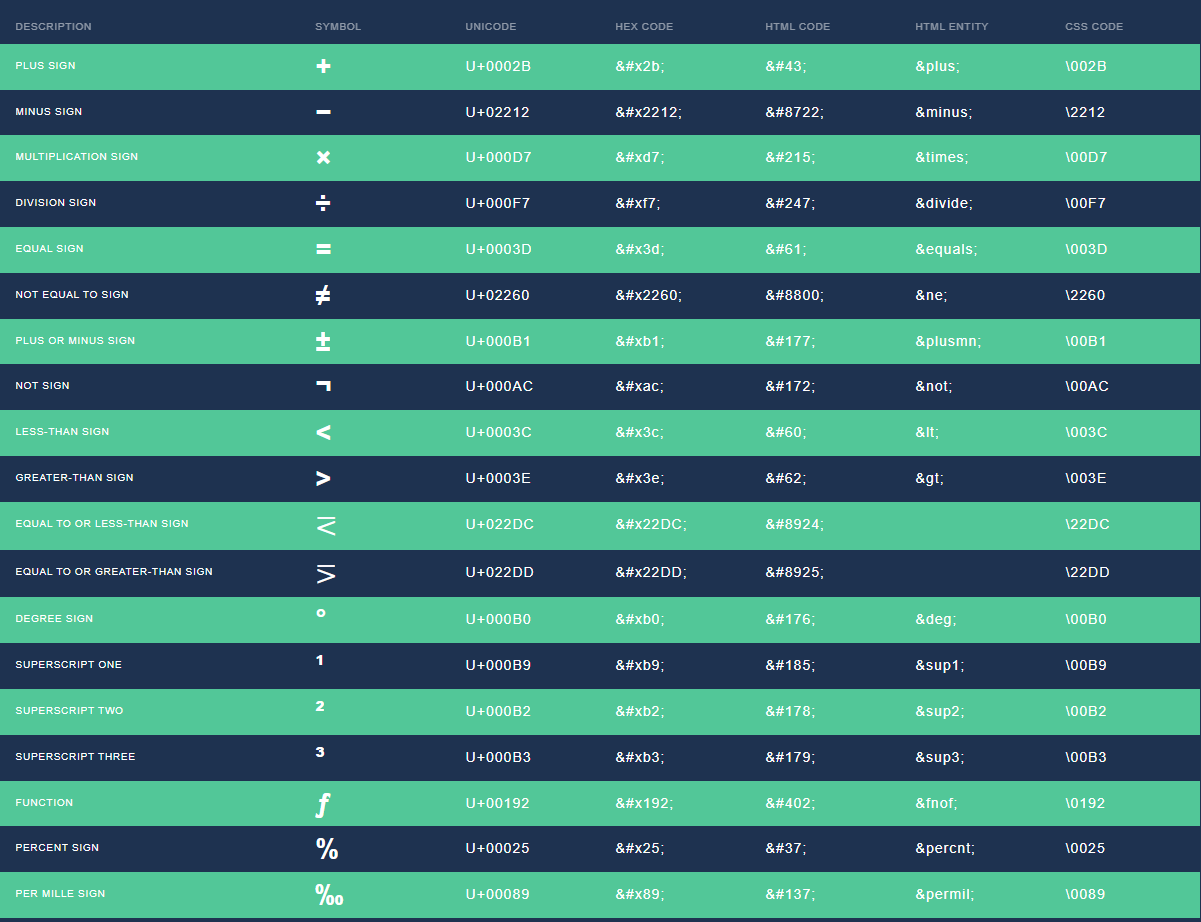 DESCRIPTION SYMBOL UNICODE HEX CODE HTML CODE HTML ENTITY CSS CODE
PLUS SIGN + U+0002B &#x2b; &#43; &plus; \002B
MINUS SIGN − U+02212 &#x2212; &#8722; &minus; \2212
MULTIPLICATION SIGN × U+000D7 &#xd7; &#215; &times; \00D7
DIVISION SIGN ÷ U+000F7 &#xf7; &#247; &divide; \00F7
EQUAL SIGN = U+0003D &#x3d; &#61; &equals; \003D
NOT EQUAL TO SIGN ≠ U+02260 &#x2260; &#8800; &ne; \2260
PLUS OR MINUS SIGN ± U+000B1 &#xb1; &#177; &plusmn; \00B1
NOT SIGN ¬ U+000AC &#xac; &#172; &not; \00AC
LESS-THAN SIGN < U+0003C &#x3c; &#60; &lt; \003C
GREATER-THAN SIGN > U+0003E &#x3e; &#62; &gt; \003E
EQUAL TO OR LESS-THAN SIGN ⋜ U+022DC &#x22DC; &#8924; \22DC
EQUAL TO OR GREATER-THAN SIGN ⋝ U+022DD &#x22DD; &#8925; \22DD
DEGREE SIGN ° U+000B0 &#xb0; &#176; &deg; \00B0
SUPERSCRIPT ONE ¹ U+000B9 &#xb9; &#185; &sup1; \00B9
SUPERSCRIPT TWO ² U+000B2 &#xb2; &#178; &sup2; \00B2
SUPERSCRIPT THREE ³ U+000B3 &#xb3; &#179; &sup3; \00B3
FUNCTION ƒ U+00192 &#x192; &#402; &fnof; \0192
PERCENT SIGN % U+00025 &#x25; &#37; &percnt; \0025
PER MILLE SIGN ‰ U+00089 &#x89; &#137; &permil; \0089